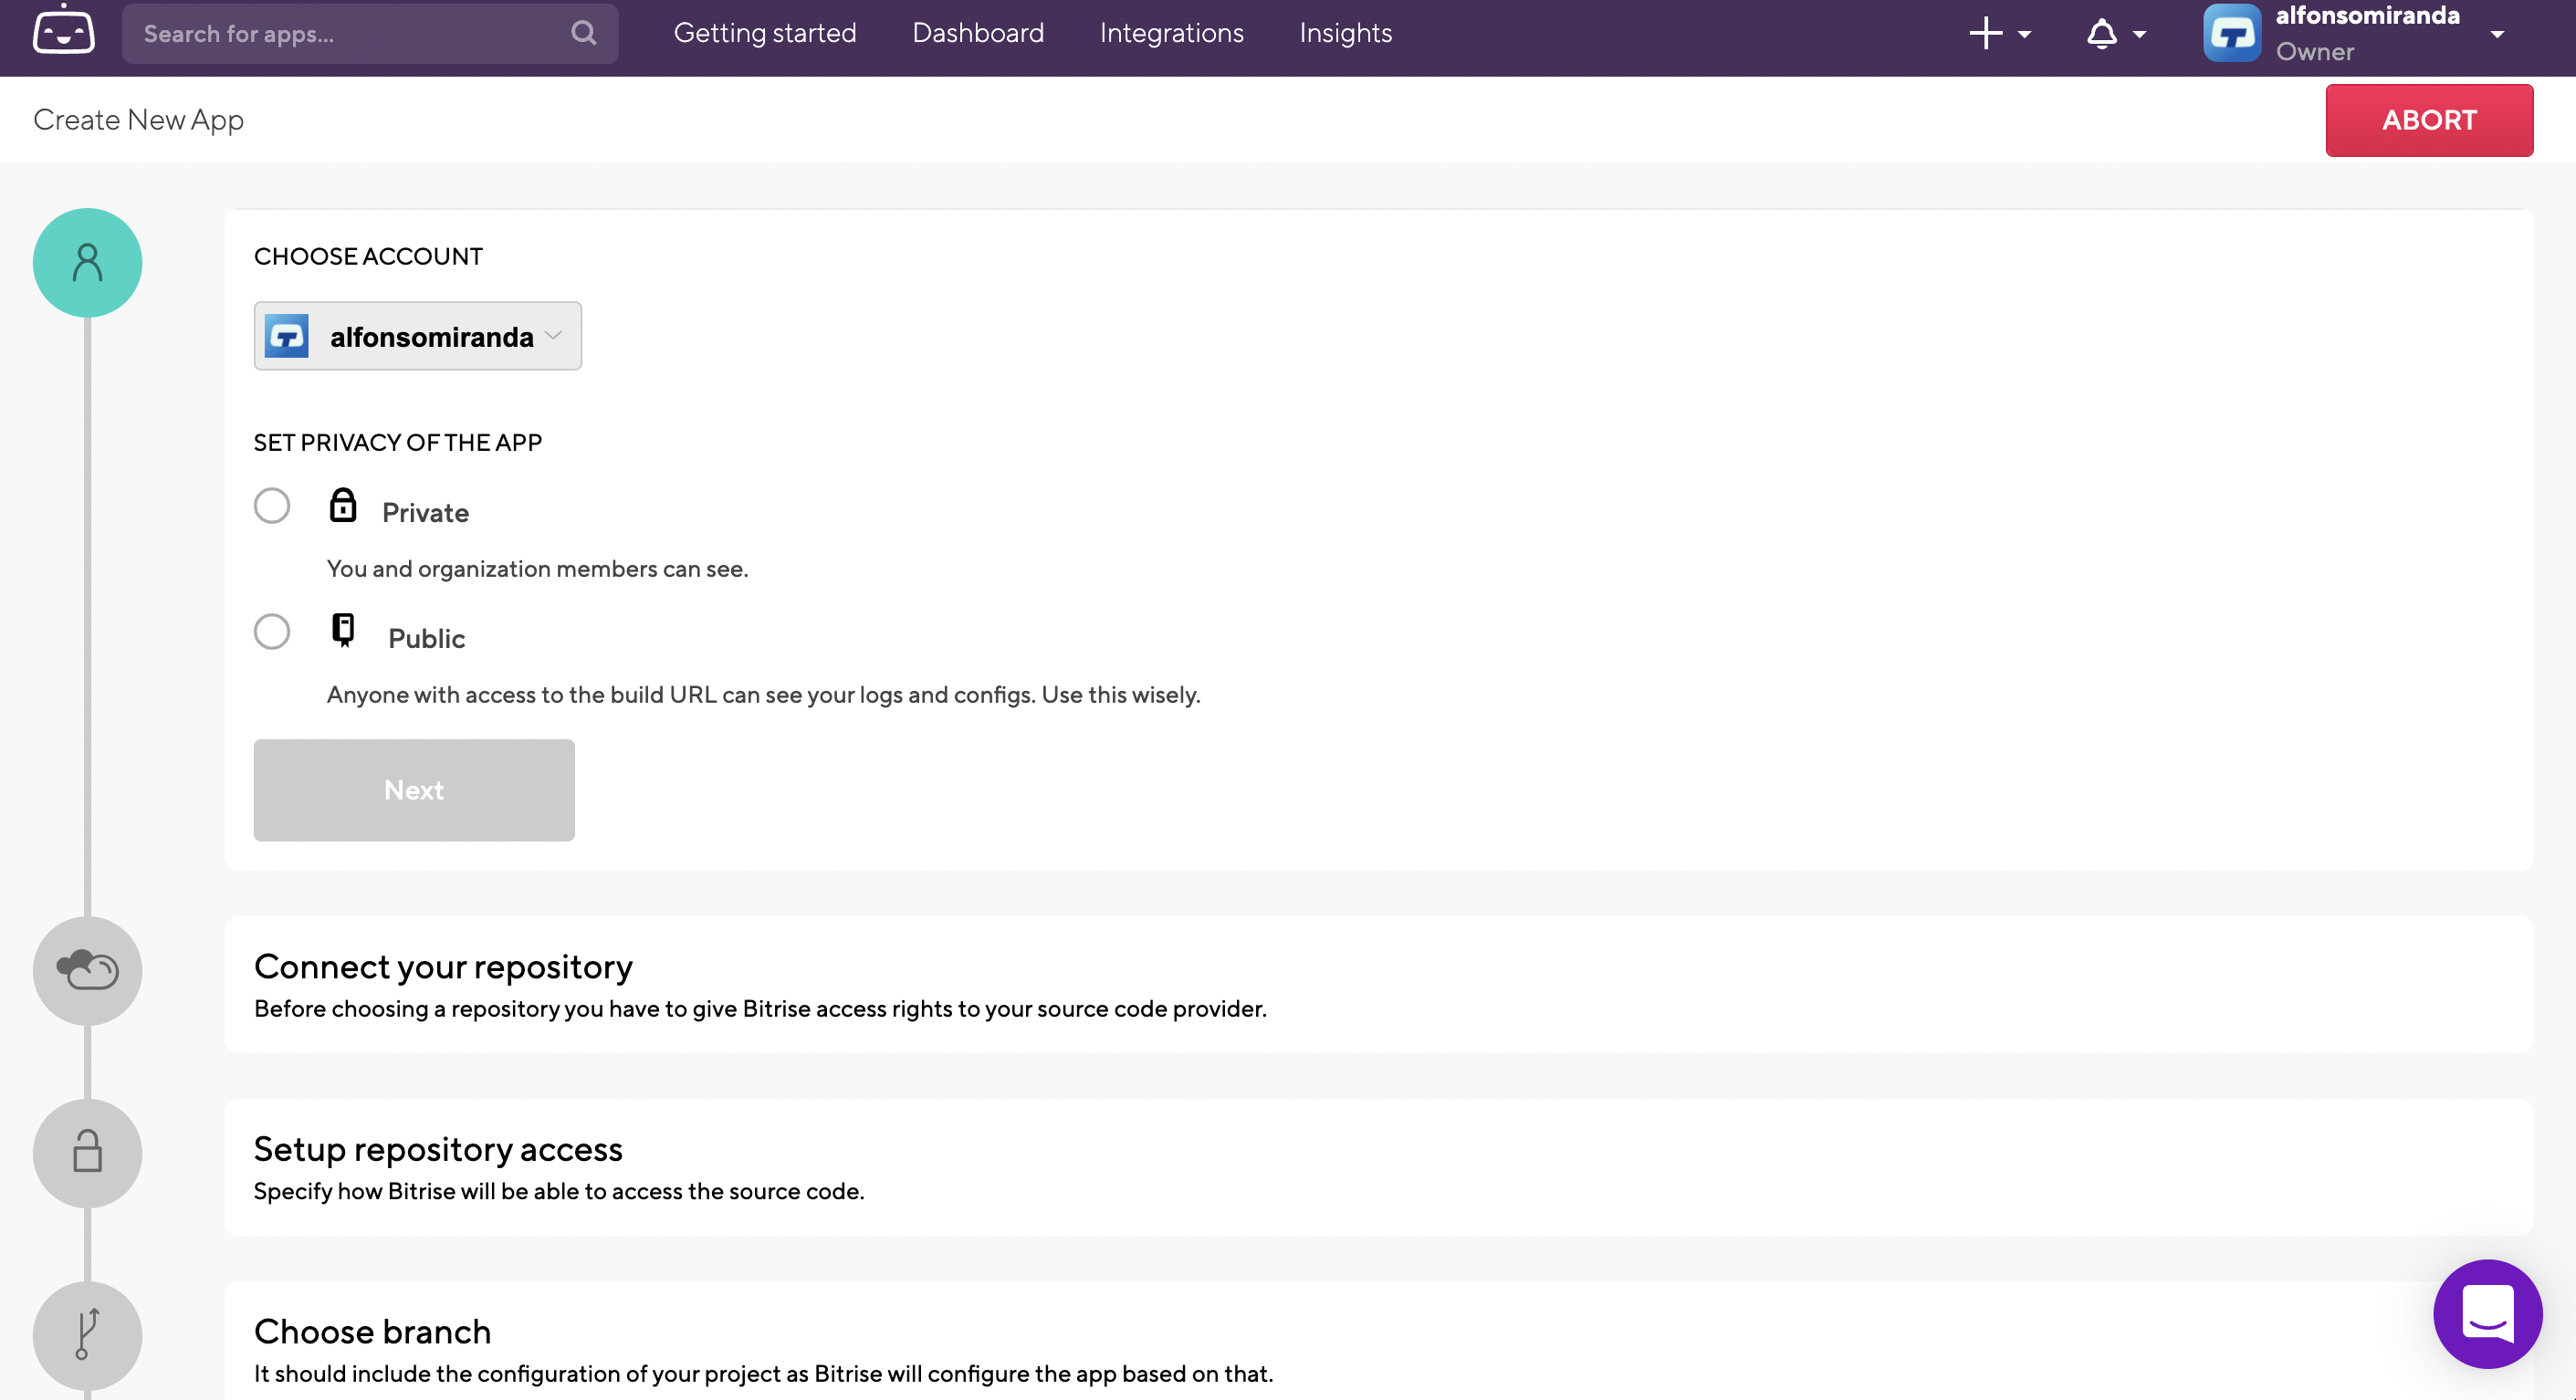 Search for apps...
Getting started
Dashboard
Integrations
Insights
alfonsomiranda
Owner
Create New App
ABORT
CHOOSE ACCOUNT
alfonsomiranda
SET PRIVACY OF THE APP
Private
You and organization members can see.
Public
Anyone with access to the build URL can see your logs and configs. Use this wisely.
Next
Connect your repository
Before choosing a repository you have to give Bitrise access rights to your source code provider.
Setup repository access
Specify how Bitrise will be able to access the source code.
Choose branch
It should include the configuration of your project as Bitrise will configure the app based on that.